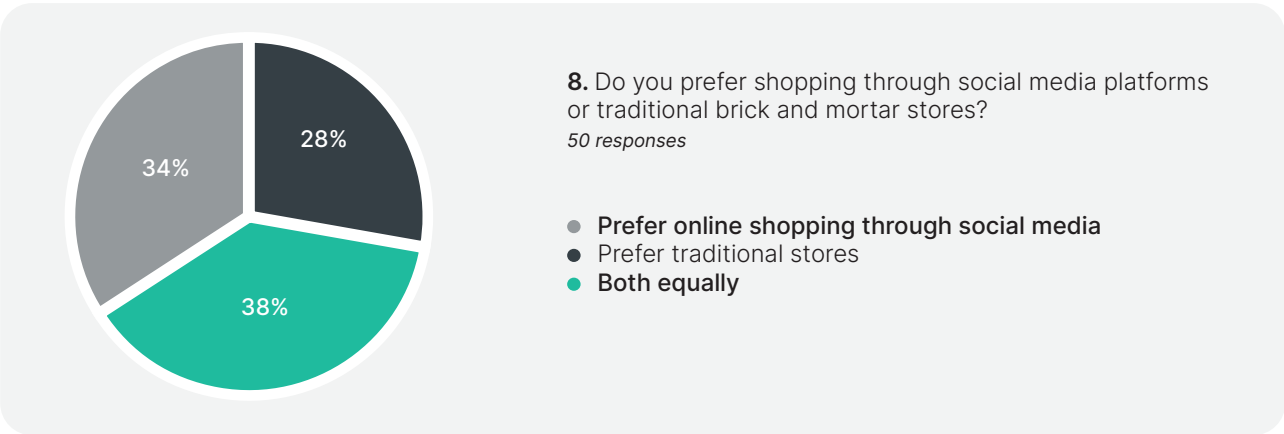 28%
34%
38%
8. Do you prefer shopping through social media platforms
or traditional brick and mortar stores?
50 responses
Prefer online shopping through social media
Prefer traditional stores
Both equally